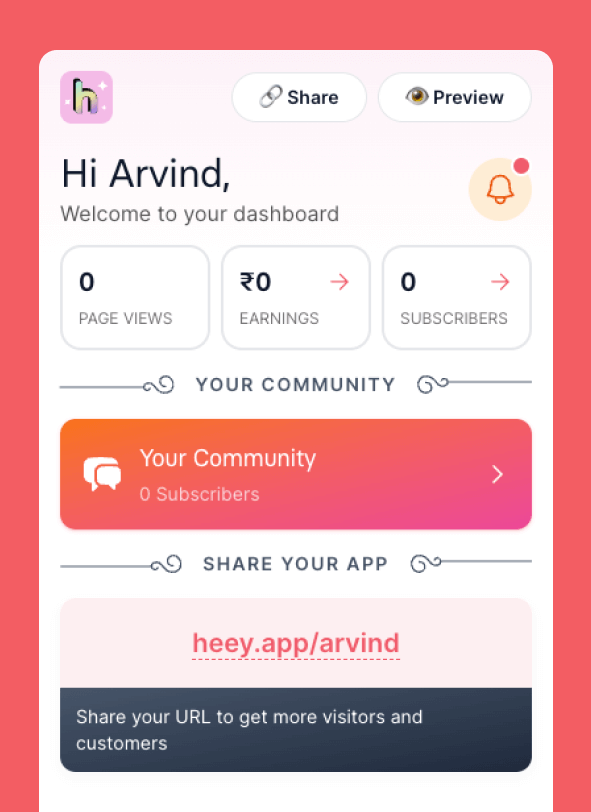 h
Share
Preview
Hi Arvind,
Welcome to your dashboard
0
PAGE VIEWS
₹0
EARNINGS
0
SUBSCRIBERS
YOUR COMMUNITY
Your Community
0 Subscribers
SHARE YOUR APP
heey.app/arvind
Share your URL to get more visitors and
customers